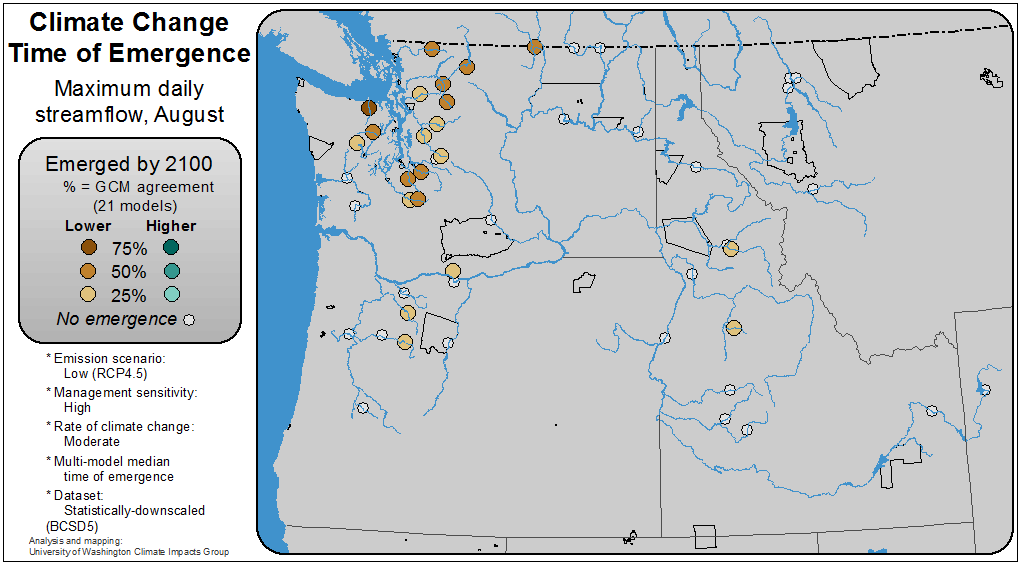 Climate Change
Time of Emergence
Maximum daily
streamflow, August
Emerged by 2100
% = GCM agreement
(21 models)
Lower Higher
75%
50%
25%
No emergence
* Emission scenario:
Low (RCP4.5)
* Management sensitivity:
High
* Rate of climate change:
Moderate
* Multi-model median
time of emergence
* Dataset:
Statistically-downscaled
(BCSD5)
Analysis and mapping:
University of Washington Climate Impacts Group